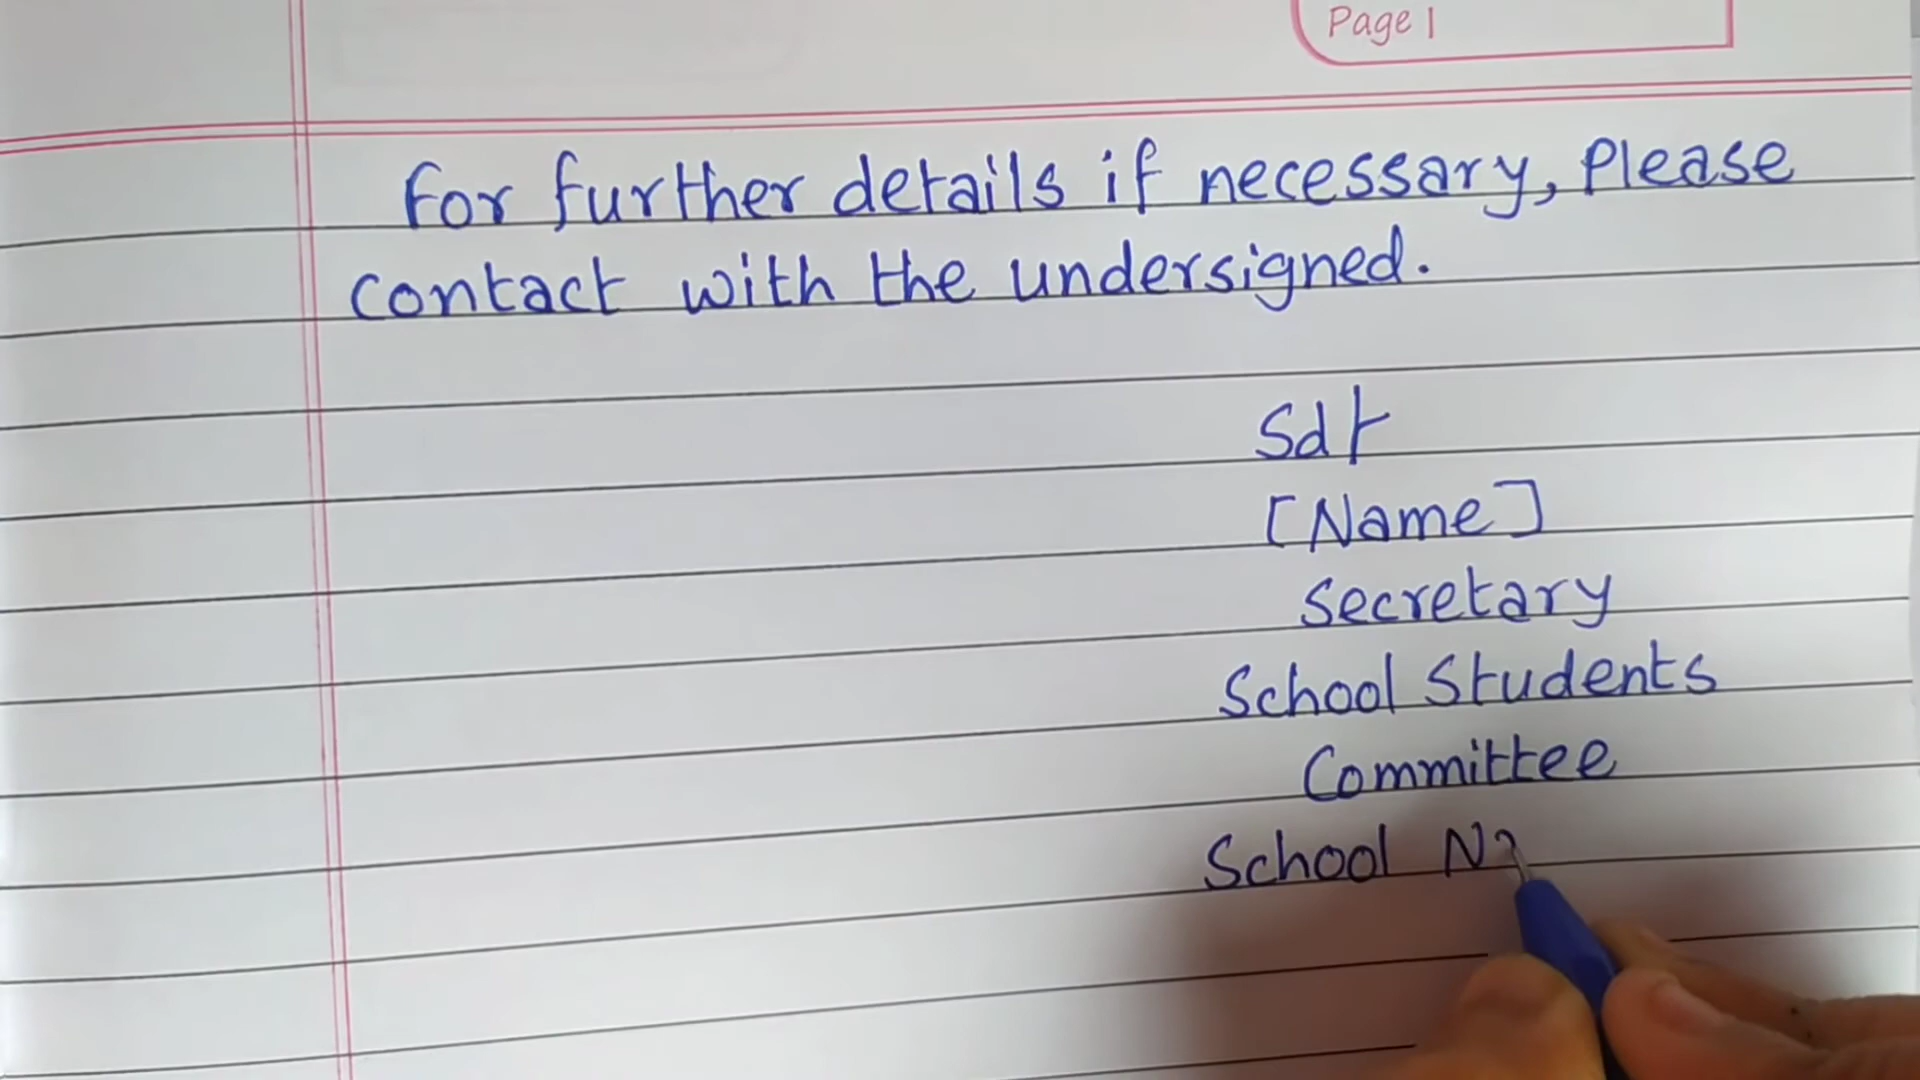 Page 1
For further details if necessary, Please
contact with the undersigned.
Sd/-
[Name]
Secretary
School Students
Committee
School